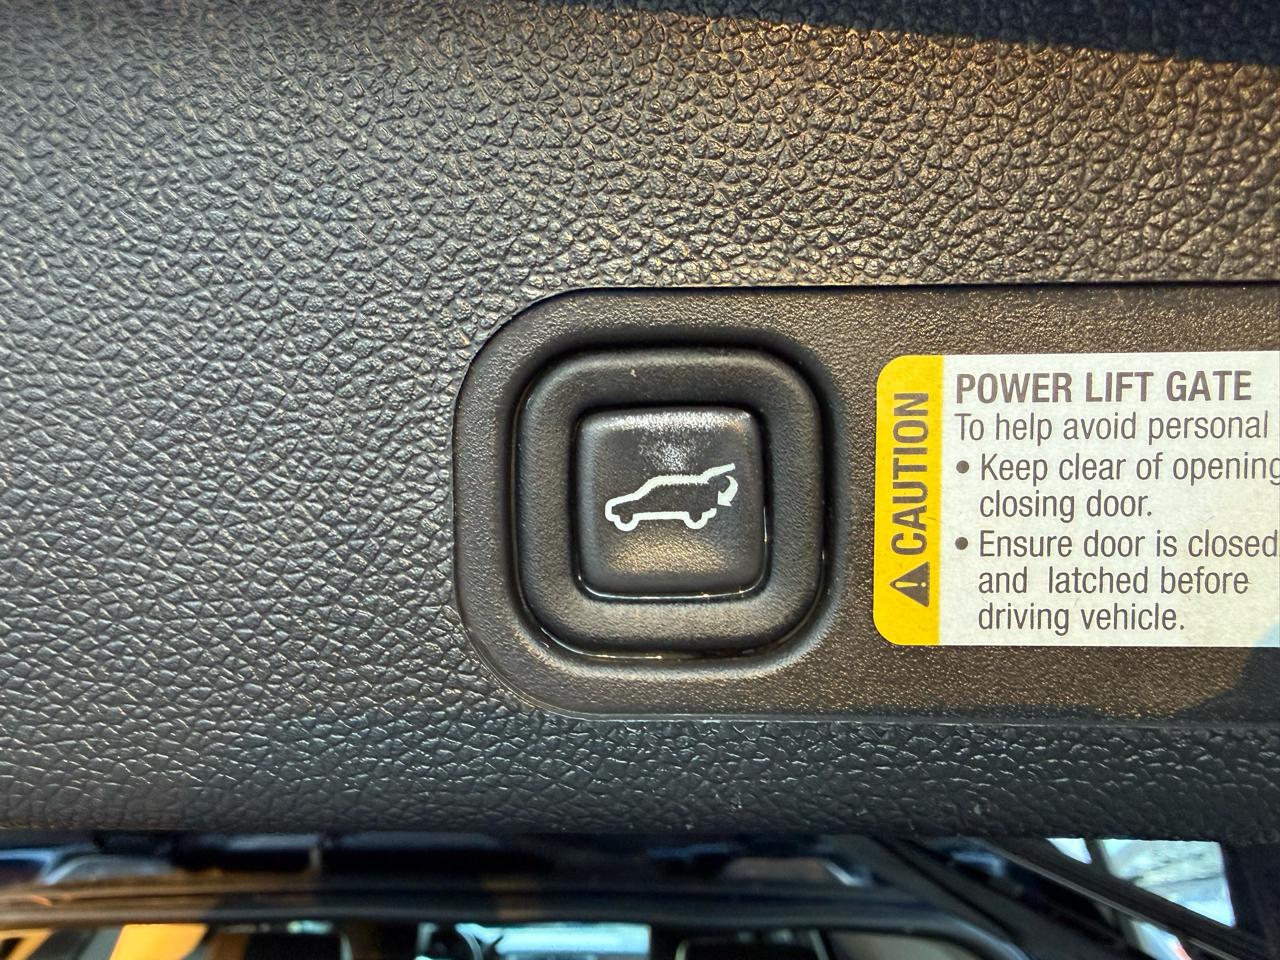 CAUTION
POWER LIFT GATE
To help avoid personal
• Keep clear of opening
closing door.
• Ensure door is closed
and latched before
driving vehicle.